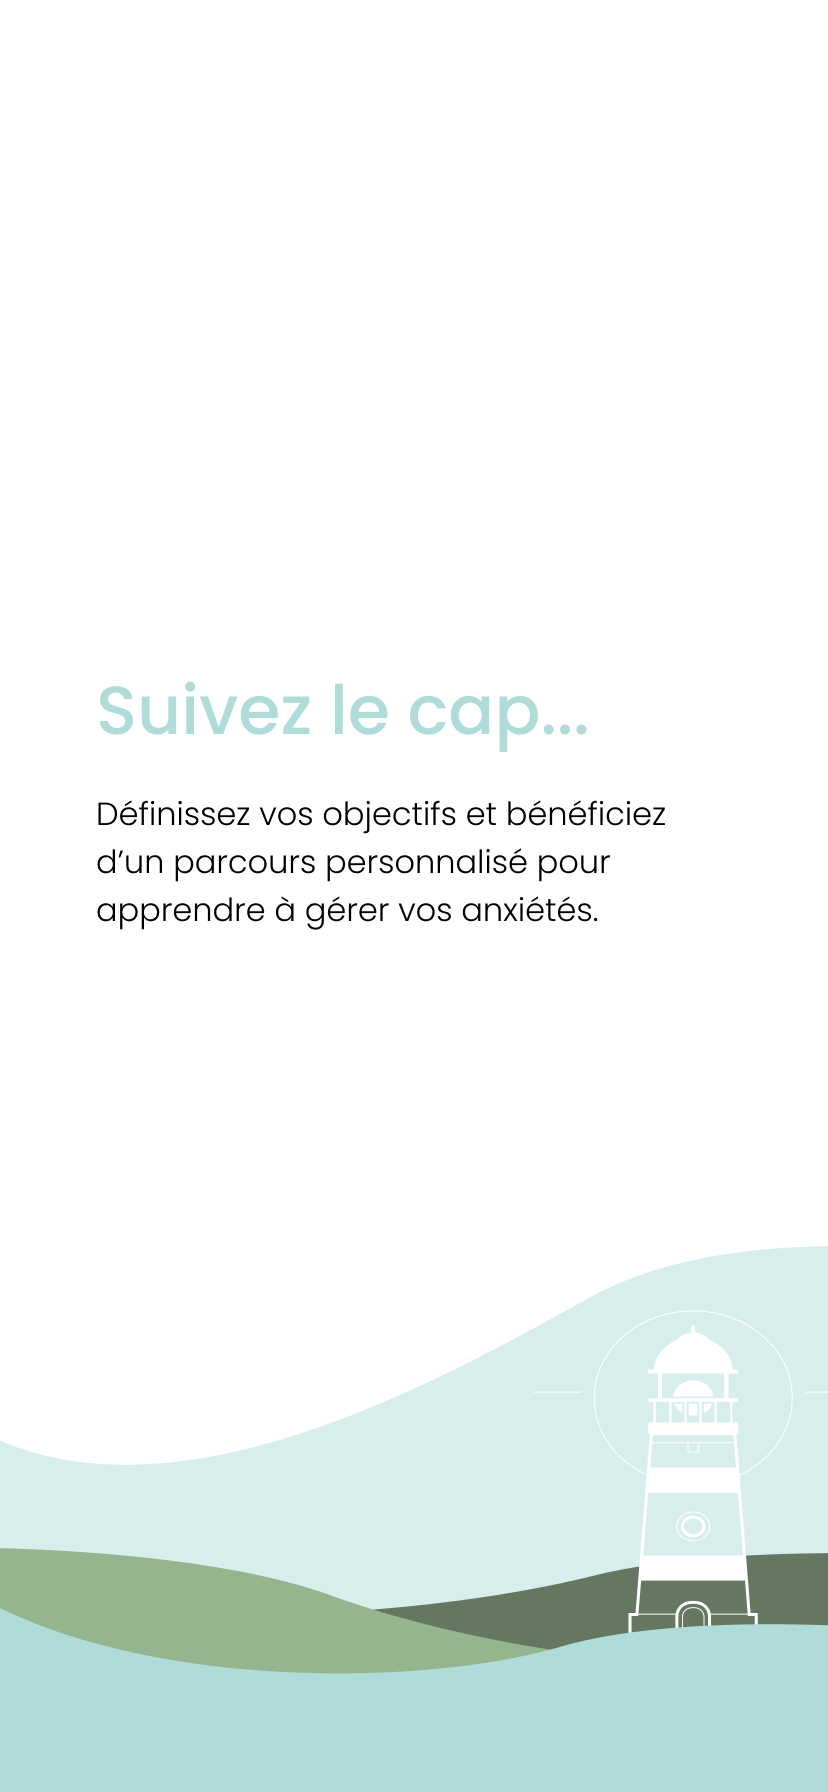 Suivez le cap...
Définissez vos objectifs et bénéficiez
d’un parcours personnalisé pour
apprendre à gérer vos anxiétés.